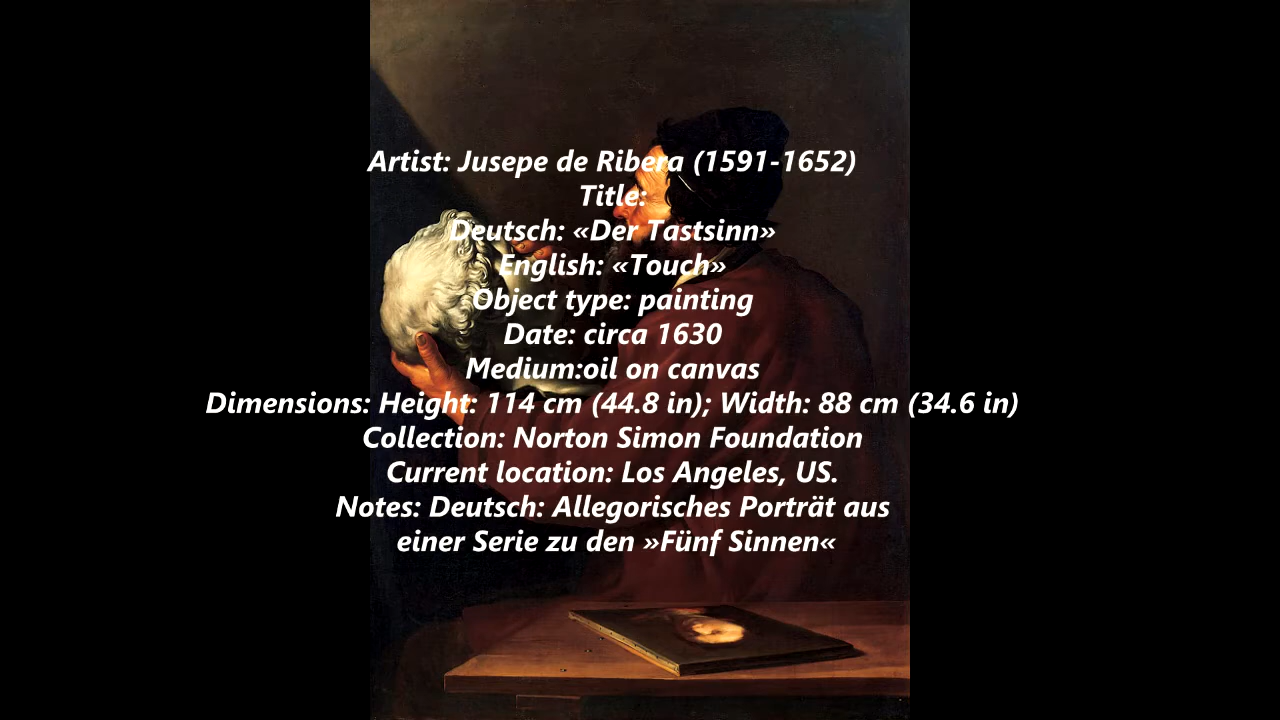 Artist: Jusepe de Ribera (1591-1652)
Title:
Deutsch: «Der Tastsinn»
English: «Touch»
Object type: painting
Date: circa 1630
Medium:oil on canvas
Dimensions: Height: 114 cm (44.8 in); Width: 88 cm (34.6 in)
Collection: Norton Simon Foundation
Current location: Los Angeles, US.
Notes: Deutsch: Allegorisches Porträt aus
einer Serie zu den »Fünf Sinnen«